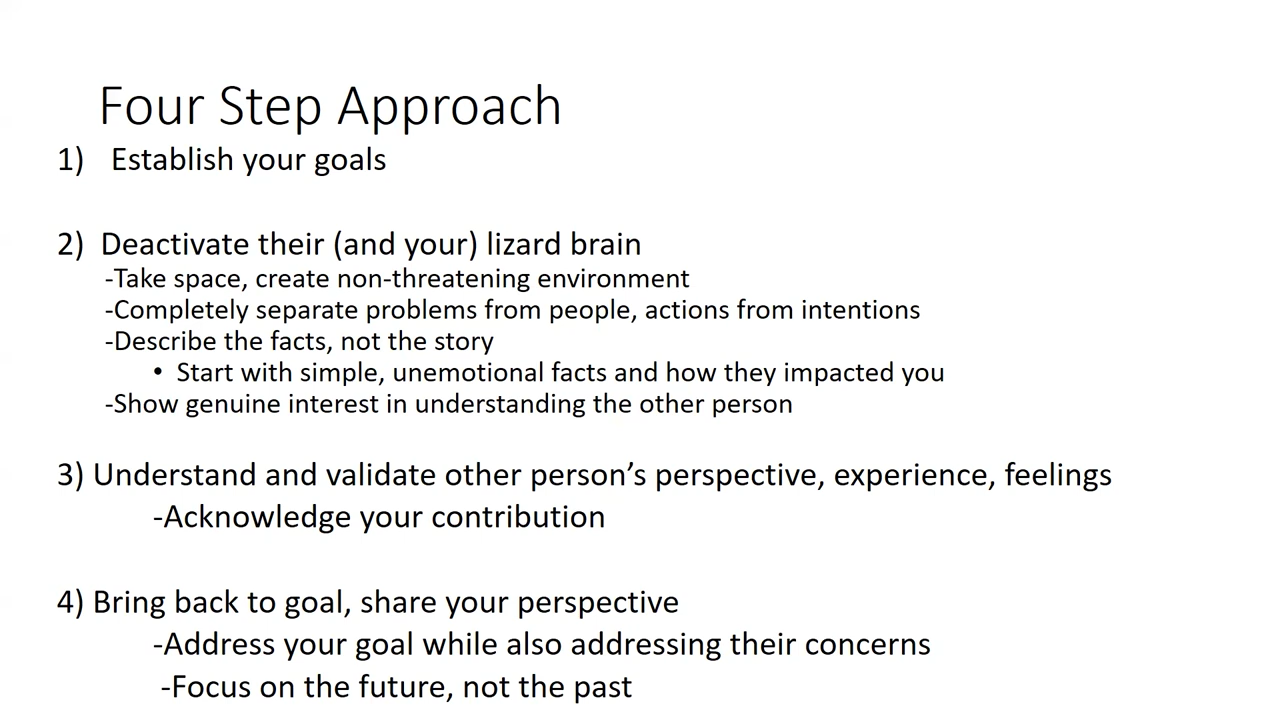 Four Step Approach
1) Establish your goals
2) Deactivate their (and your) lizard brain
-Take space, create non-threatening environment
-Completely separate problems from people, actions from intentions
-Describe the facts, not the story
• Start with simple, unemotional facts and how they impacted you
-Show genuine interest in understanding the other person
3) Understand and validate other person’s perspective, experience, feelings
-Acknowledge your contribution
4) Bring back to goal, share your perspective
-Address your goal while also addressing their concerns
-Focus on the future, not the past